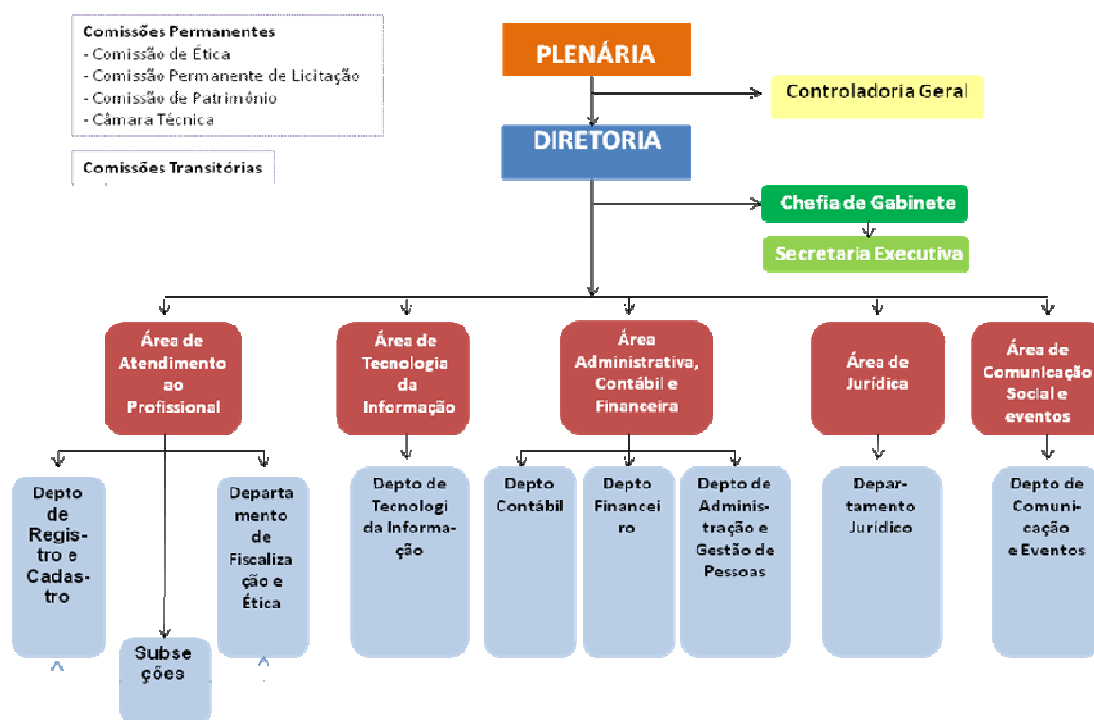 Comissões Permanentes
- Comissão de Ética
- Comissão Permanente de Licitação
- Comissão de Patrimônio
- Câmara Técnica
Comissões Transitórias
PLENÁRIA
Controladoria Geral
DIRETORIA
Chefia de Gabinete
Secretaria Executiva
Área de
Atendimento
ao
Profissional
Área de
Tecnologia
da
Informação
Área
Administrativa,
Contábil e
Financeira
Área de
Jurídica
Área de
Comunicação
Social e
eventos
Depto
de
Regis-
tro e
Cadas-
tro
Subse
ções
Departa
mento
de
Fiscaliza
ção e
Ética
Depto de
Tecnologi
da Informa-
ção
Depto
Contábil
Depto
Financei
ro
Depto de
Adminis-
tração e
Gestão de
Pessoas
Depar-
tamento
Jurídico
Depto de
Comuni-
cação
e Eventos